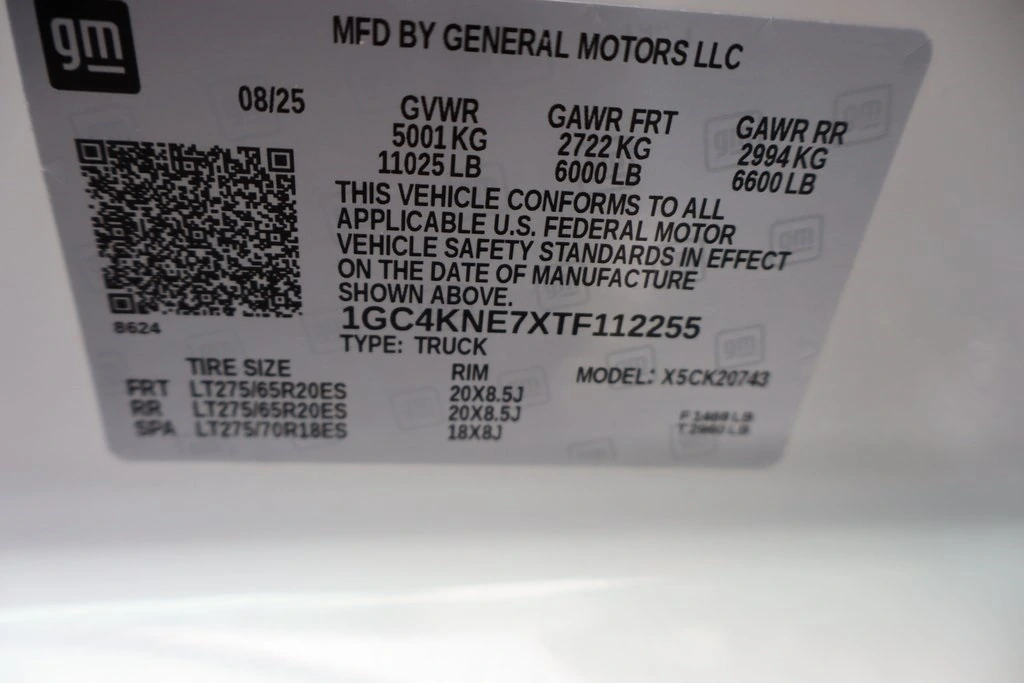 gm
MFD BY GENERAL MOTORS LLC
08/25
GVWR GAWR FRT GAWR RR
5001 KG 2722 KG 2994 KG
11025 LB 6000 LB 6600 LB
THIS VEHICLE CONFORMS TO ALL
APPLICABLE U.S. FEDERAL MOTOR
VEHICLE SAFETY STANDARDS IN EFFECT
ON THE DATE OF MANUFACTURE
SHOWN ABOVE.
8624
1GC4KNE7XTF112255
TYPE: TRUCK
TIRE SIZE RIM MODEL: X5CK20743
FRT LT275/65R20ES 20X8.5J
RR LT275/65R20ES 20X8.5J
SPA LT275/70R18ES 18X8J